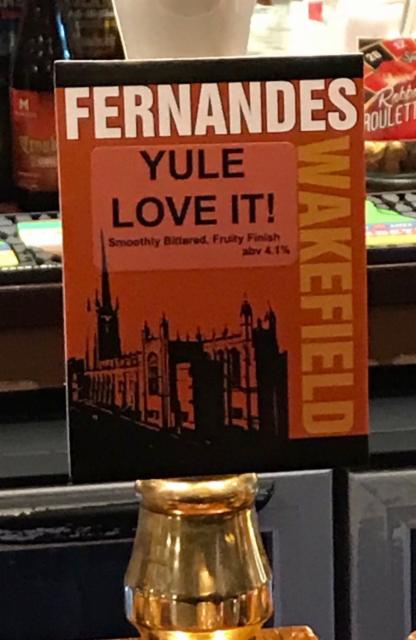 FERNANDES
WAKEFIELD
YULE
LOVE IT!
Smoothly Bittered, Fruity Finish
abv 4.1%
ROULETTE